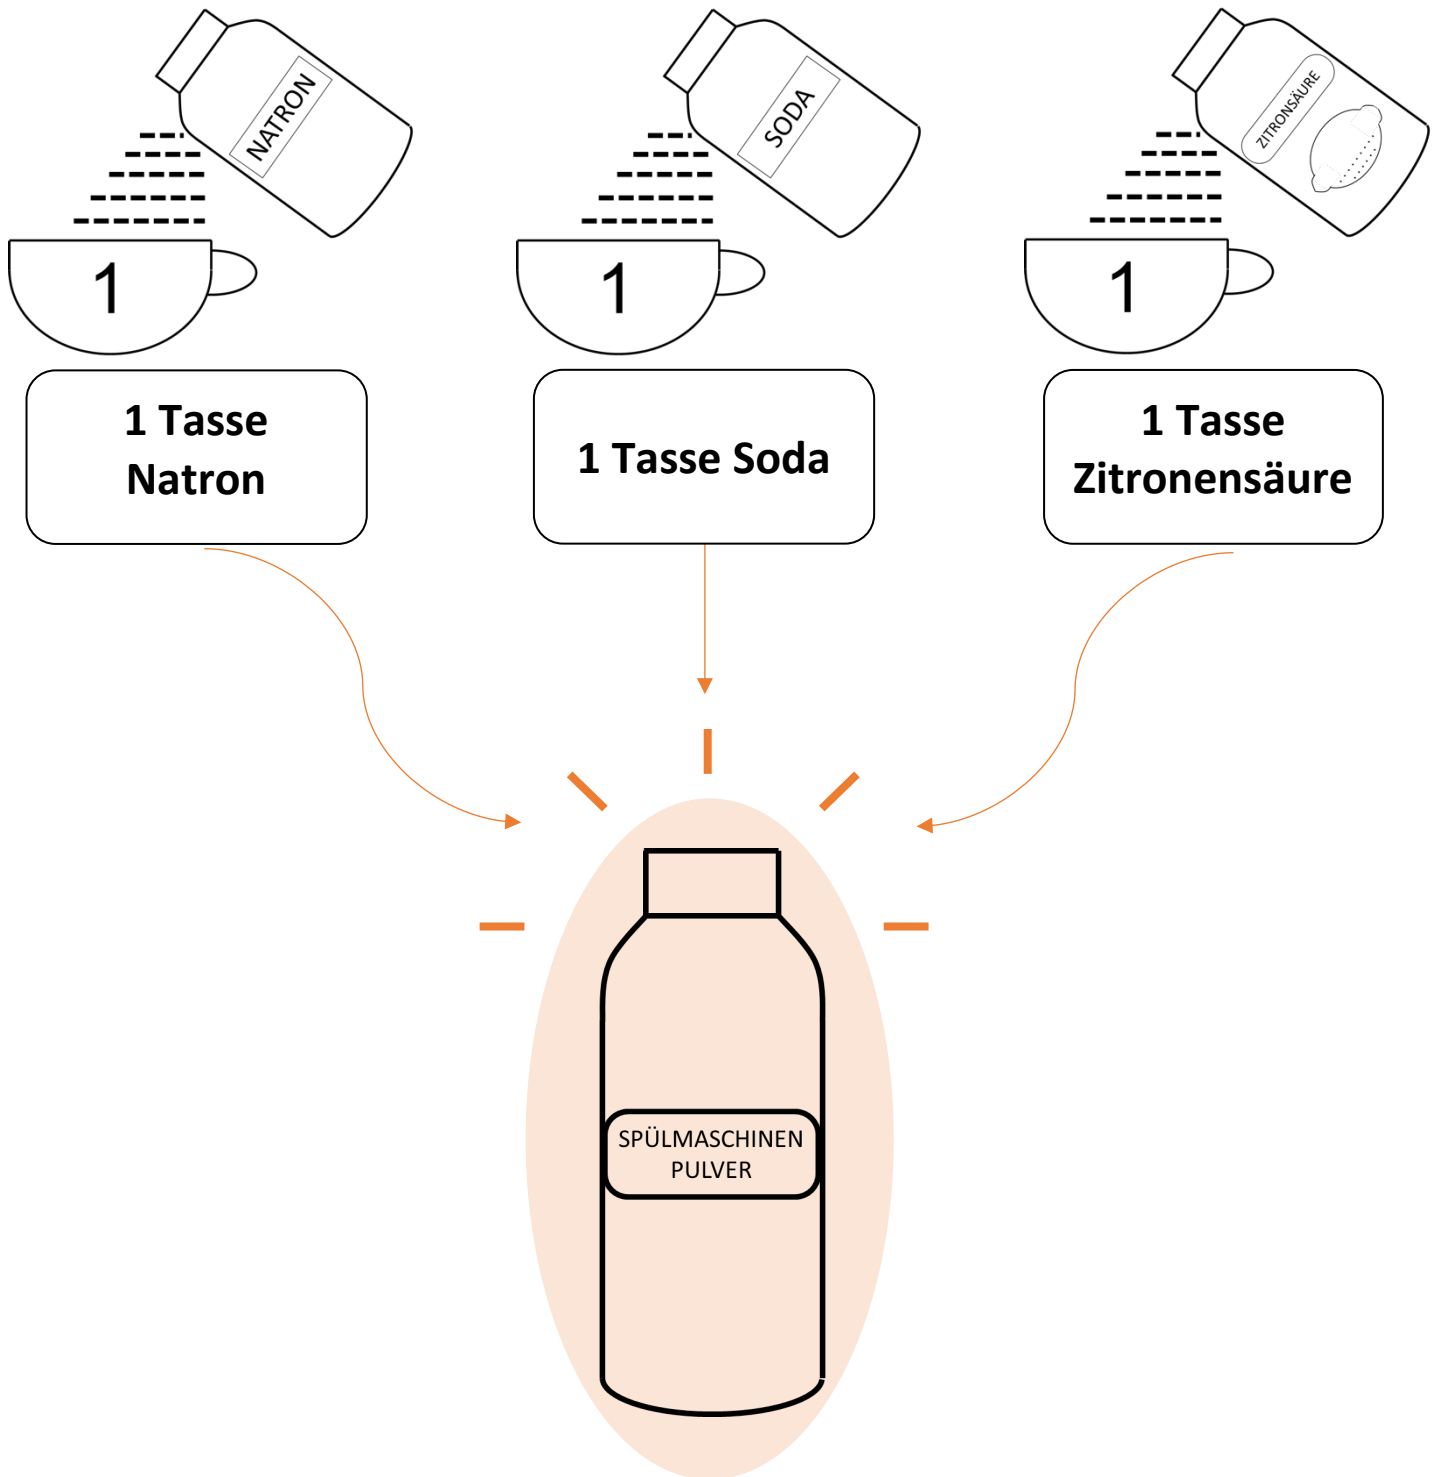 NATRON
SODA
ZITRONSÄURE
1
1
1
1 Tasse
Natron
1 Tasse Soda
1 Tasse
Zitronensäure
SPÜLMASCHINEN
PULVER